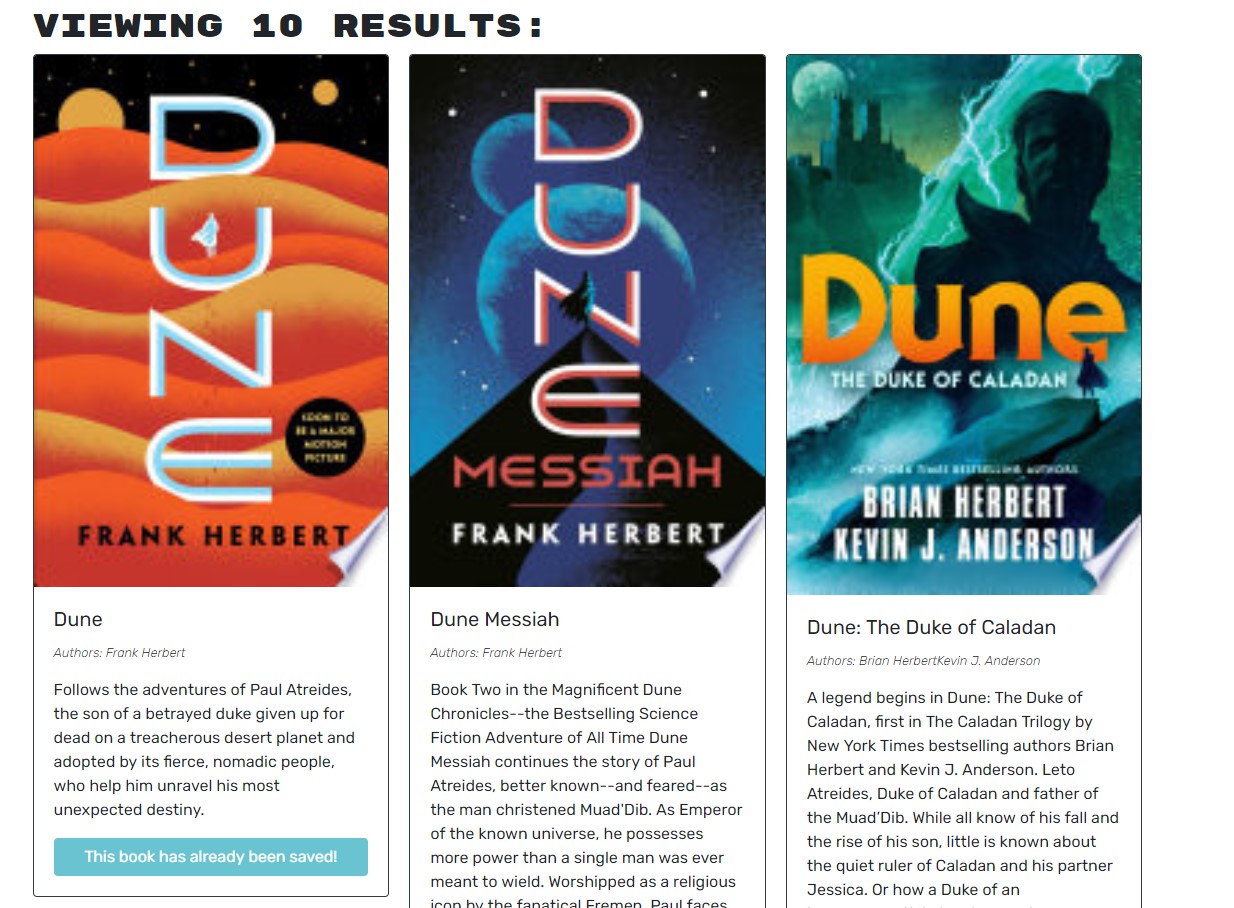 VIEWING 10 RESULTS:
DUNE
SOON TO
BE A MAJOR
MOTION
PICTURE
FRANK HERBERT
Dune
Authors: Frank Herbert
Follows the adventures of Paul Atreides,
the son of a betrayed duke given up for
dead on a treacherous desert planet and
adopted by its fierce, nomadic people,
who help him unravel his most
unexpected destiny.
This book has already been saved!
DUNE
MESSIAH
FRANK HERBERT
Dune Messiah
Authors: Frank Herbert
Book Two in the Magnificent Dune
Chronicles--the Bestselling Science
Fiction Adventure of All Time Dune
Messiah continues the story of Paul
Atreides, better known--and feared--as
the man christened Muad'Dib. As Emperor
of the known universe, he possesses
more power than a single man was ever
meant to wield. Worshipped as a religious
icon by the fanatical Fremen, Paul faces
Dune
THE DUKE OF CALADAN
NEW YORK TIMES BESTSELLING AUTHORS
BRIAN HERBERT
KEVIN J. ANDERSON
Dune: The Duke of Caladan
Authors: Brian HerbertKevin J. Anderson
A legend begins in Dune: The Duke of
Caladan, first in The Caladan Trilogy by
New York Times bestselling authors Brian
Herbert and Kevin J. Anderson. Leto
Atreides, Duke of Caladan and father of
the Muad’Dib. While all know of his fall and
the rise of his son, little is known about
the quiet ruler of Caladan and his partner
Jessica. Or how a Duke of an